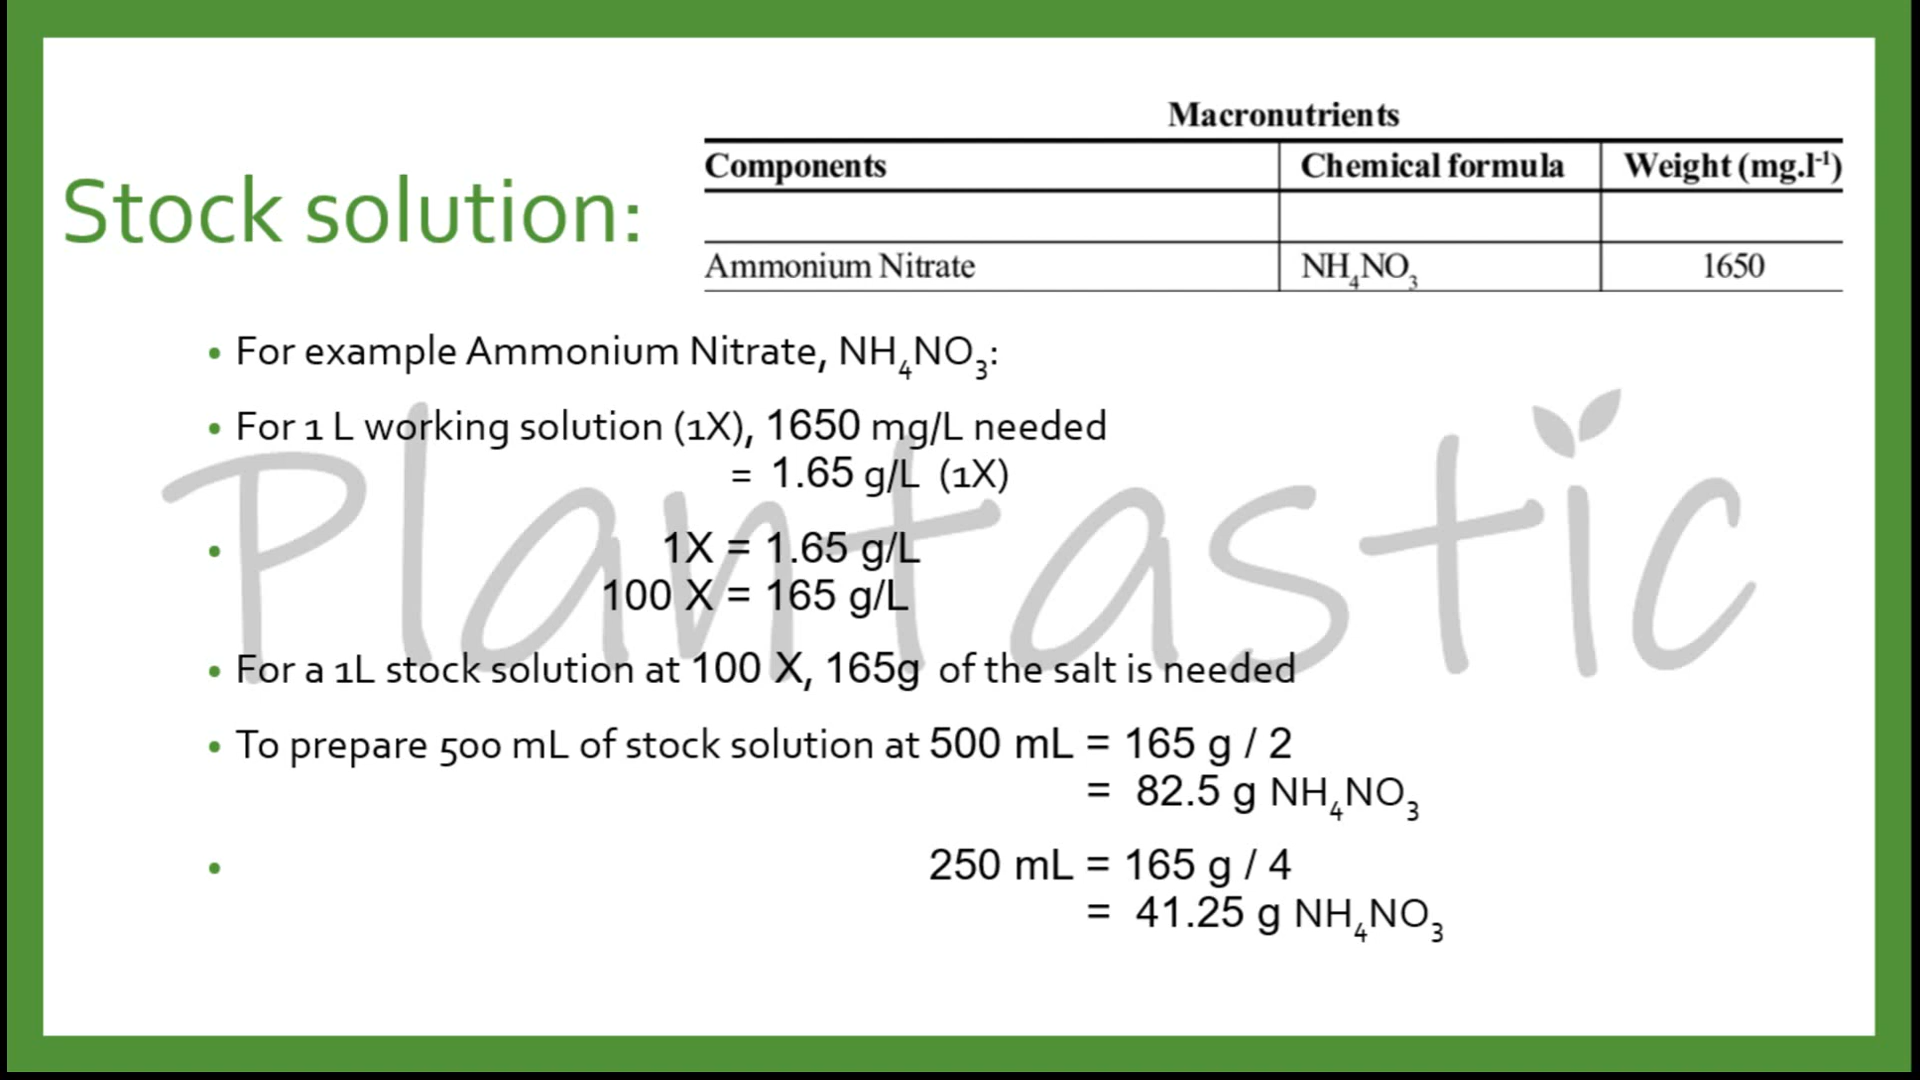 Stock solution:
Macronutrients
Components Chemical formula Weight (mg.l⁻¹)
Ammonium Nitrate NH₄NO₃ 1650
• For example Ammonium Nitrate, NH₄NO₃:
• For 1 L working solution (1X), 1650 mg/L needed
= 1.65 g/L (1X)
• 1X = 1.65 g/L
100 X = 165 g/L
• For a 1L stock solution at 100 X, 165g of the salt is needed
• To prepare 500 mL of stock solution at 500 mL = 165 g / 2
= 82.5 g NH₄NO₃
• 250 mL = 165 g / 4
= 41.25 g NH₄NO₃
Plantastic